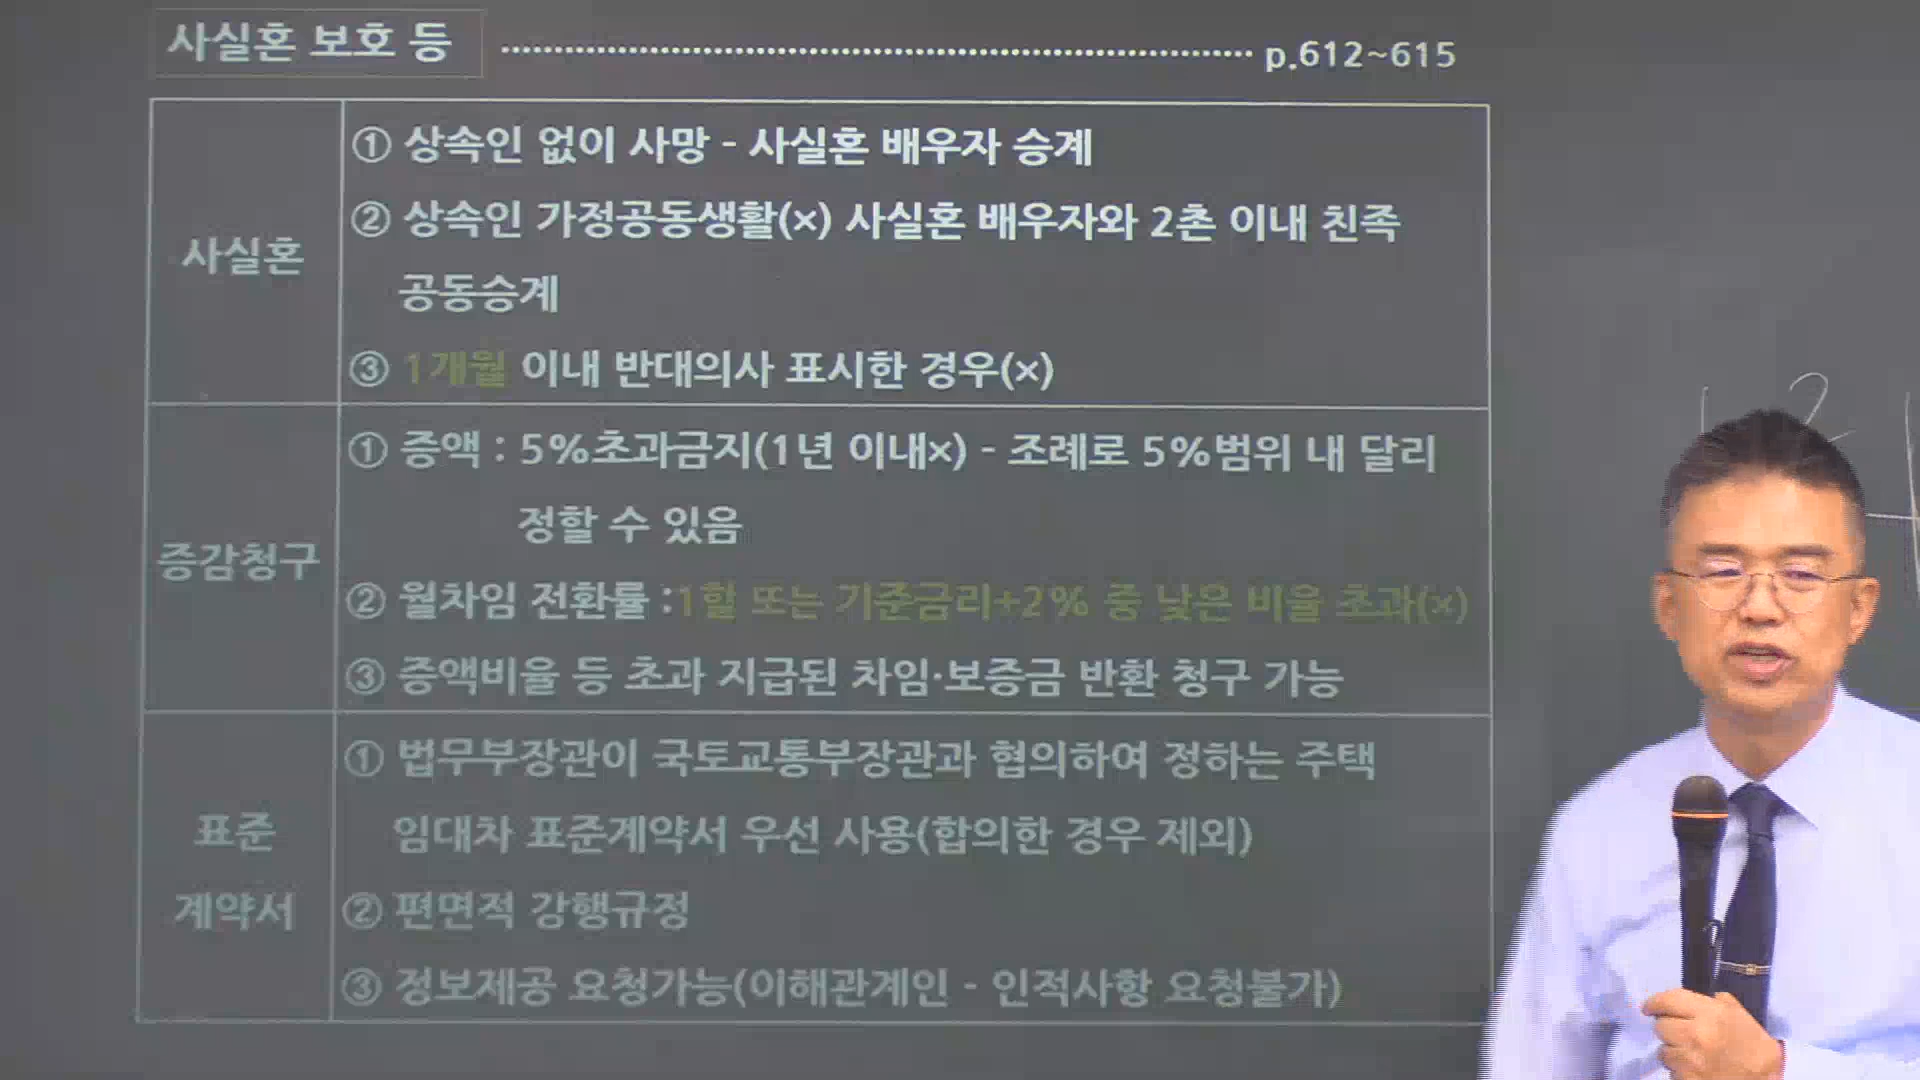 사실혼 보호 등 ………………………………………………… p.612~615
사실혼
① 상속인 없이 사망 - 사실혼 배우자 승계
② 상속인 가정공동생활(×) 사실혼 배우자와 2촌 이내 친족
공동승계
③ 1개월 이내 반대의사 표시한 경우(×)
증감청구
① 증액 : 5%초과금지(1년 이내×) - 조례로 5%범위 내 달리
정할 수 있음
② 월차임 전환률 :1할 또는 기준금리+2% 중 낮은 비율 초과(×)
③ 증액비율 등 초과 지급된 차임·보증금 반환 청구 가능
표준
계약서
① 법무부장관이 국토교통부장관과 협의하여 정하는 주택
임대차 표준계약서 우선 사용(합의한 경우 제외)
② 편면적 강행규정
③ 정보제공 요청가능(이해관계인 - 인적사항 요청불가)